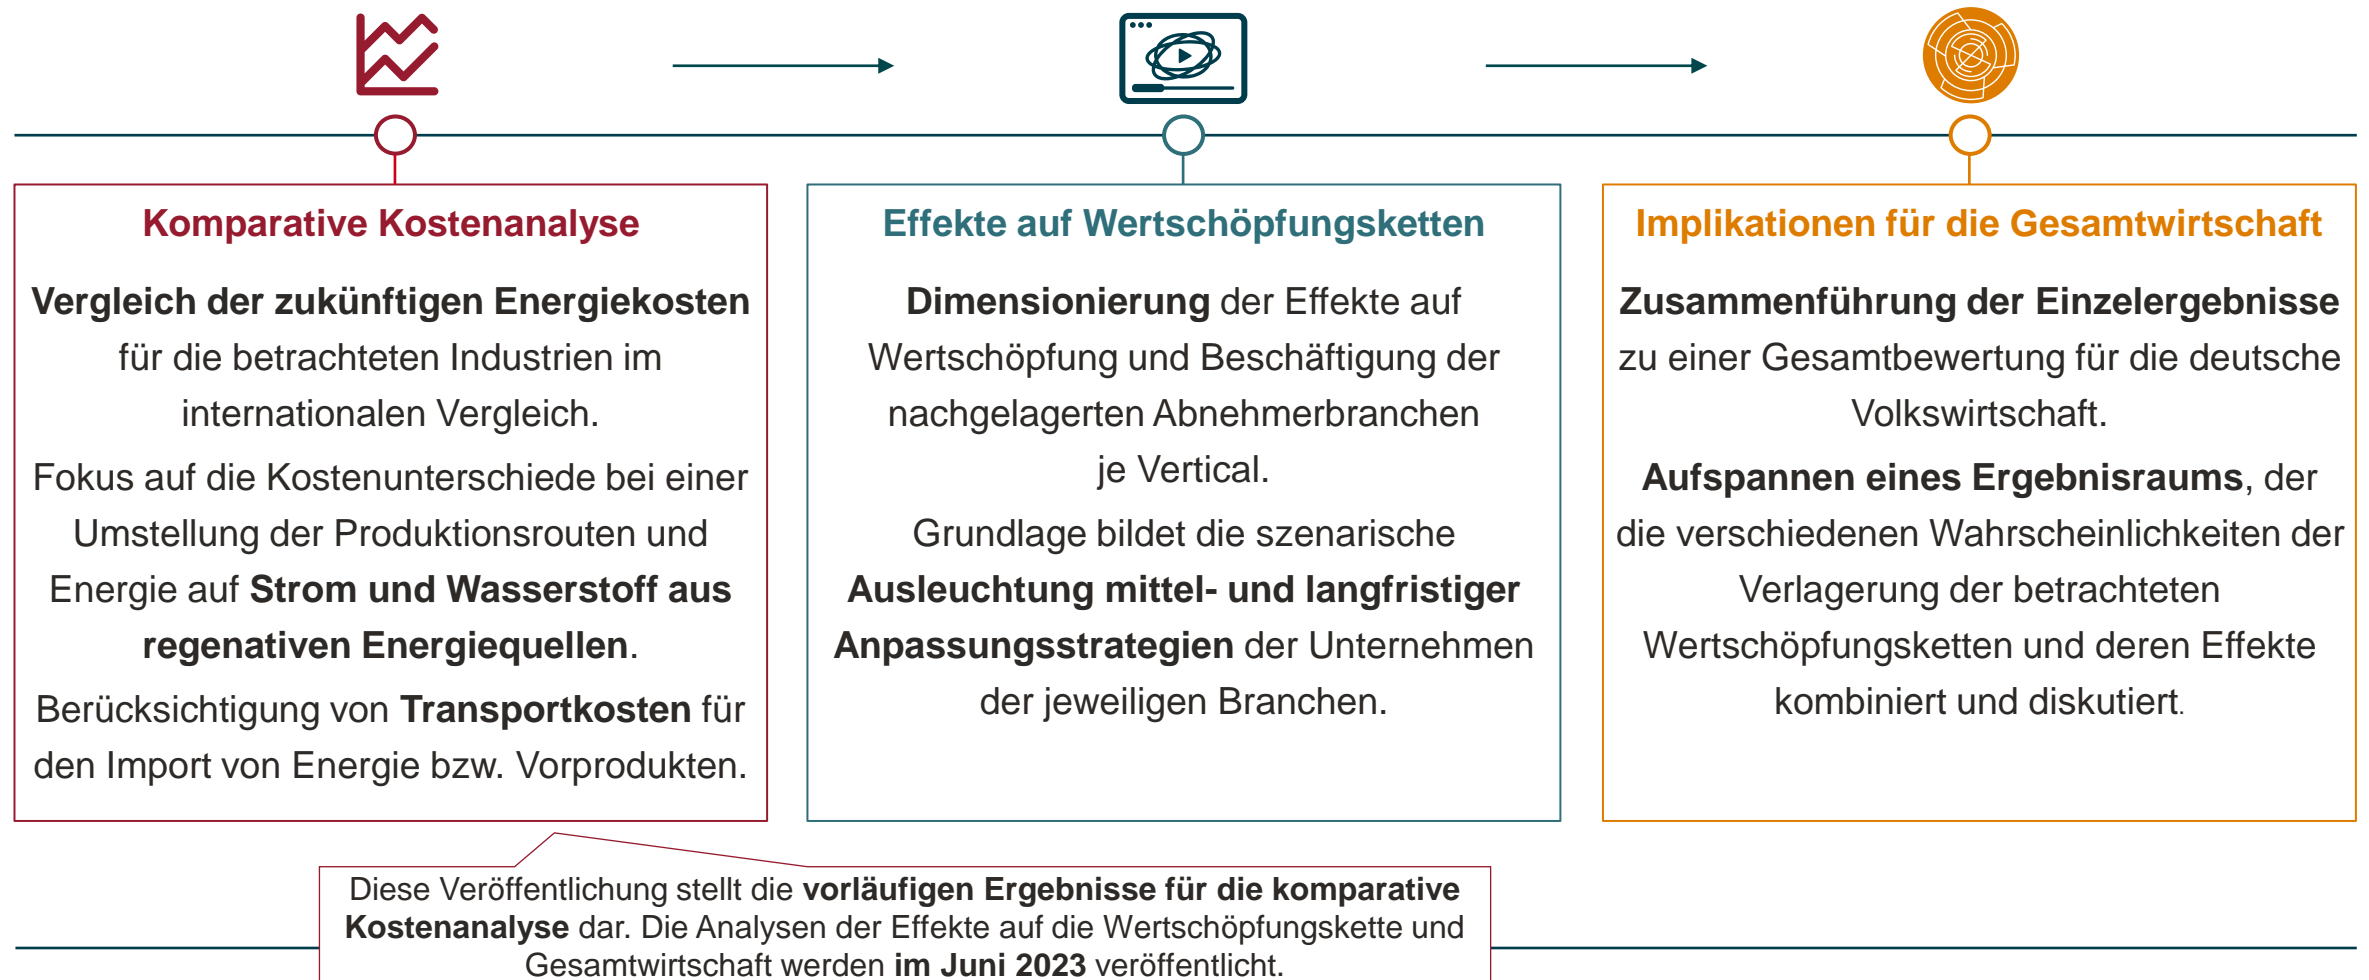 Komparative Kostenanalyse
Vergleich der zukünftigen Energiekosten
für die betrachteten Industrien im
internationalen Vergleich.
Fokus auf die Kostenunterschiede bei einer
Umstellung der Produktionsrouten und
Energie auf Strom und Wasserstoff aus
regenativen Energiequellen.
Berücksichtigung von Transportkosten für
den Import von Energie bzw. Vorprodukten.
Effekte auf Wertschöpfungsketten
Dimensionierung der Effekte auf
Wertschöpfung und Beschäftigung der
nachgelagerten Abnehmerbranchen
je Vertical.
Grundlage bildet die szenarische
Ausleuchtung mittel- und langfristiger
Anpassungsstrategien der Unternehmen
der jeweiligen Branchen.
Implikationen für die Gesamtwirtschaft
Zusammenführung der Einzelergebnisse
zu einer Gesamtbewertung für die deutsche
Volkswirtschaft.
Aufspannen eines Ergebnisraums, der
die verschiedenen Wahrscheinlichkeiten der
Verlagerung der betrachteten
Wertschöpfungsketten und deren Effekte
kombiniert und diskutiert.
Diese Veröffentlichung stellt die vorläufigen Ergebnisse für die komparative
Kostenanalyse dar. Die Analysen der Effekte auf die Wertschöpfungskette und
Gesamtwirtschaft werden im Juni 2023 veröffentlicht.